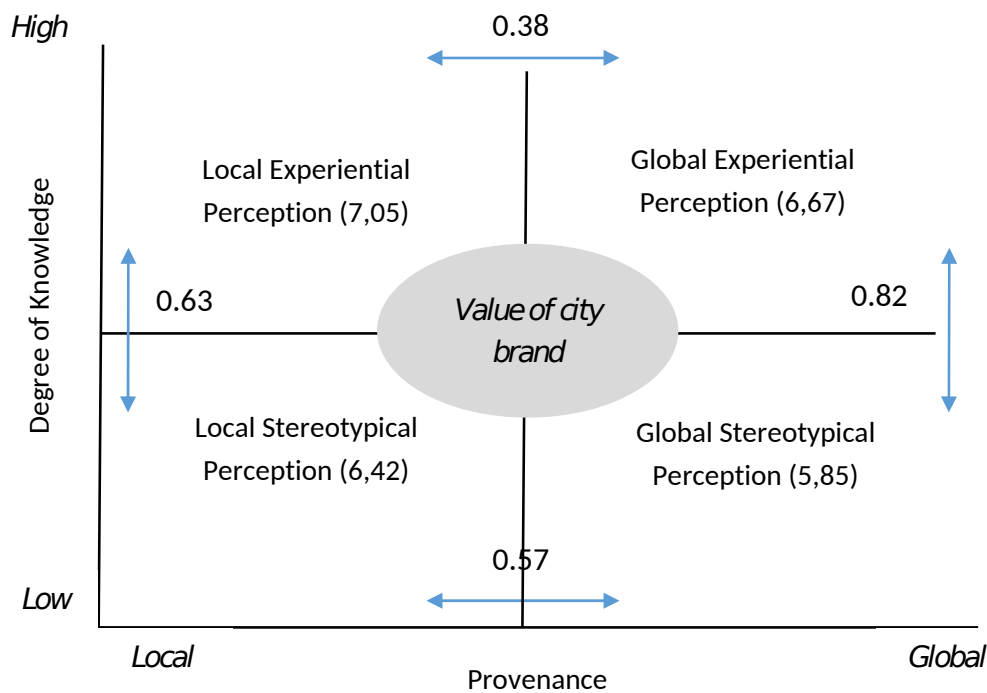 High
0.38
Local Experiential
Perception (7,05)
Global Experiential
Perception (6,67)
Degree of Knowledge
0.63
0.82
Value of city
brand
Local Stereotypical
Perception (6,42)
Global Stereotypical
Perception (5,85)
0.57
Low
Local
Global
Provenance